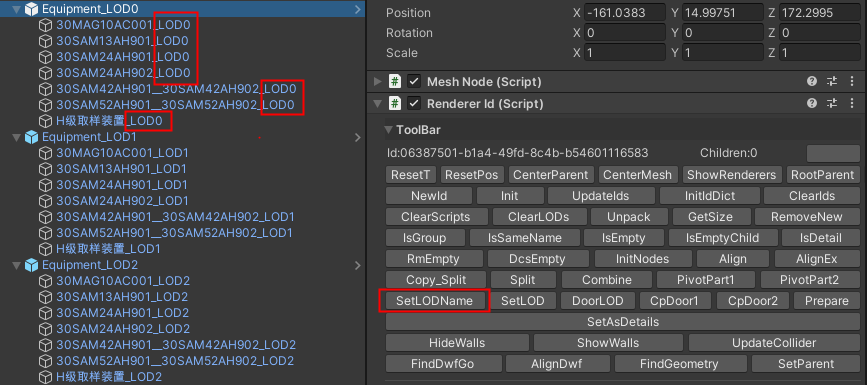 Equipment_LOD0
30MAG10AC001_LOD0
30SAM13AH901_LOD0
30SAM24AH901_LOD0
30SAM24AH902_LOD0
30SAM42AH901__30SAM42AH902_LOD0
30SAM52AH901__30SAM52AH902_LOD0
H级取样装置_LOD0
Equipment_LOD1
30MAG10AC001_LOD1
30SAM13AH901_LOD1
30SAM24AH901_LOD1
30SAM24AH902_LOD1
30SAM42AH901__30SAM42AH902_LOD1
30SAM52AH901__30SAM52AH902_LOD1
H级取样装置_LOD1
Equipment_LOD2
30MAG10AC001_LOD2
30SAM13AH901_LOD2
30SAM24AH901_LOD2
30SAM24AH902_LOD2
30SAM42AH901__30SAM42AH902_LOD2
30SAM52AH901__30SAM52AH902_LOD2
H级取样装置_LOD2
Position X -161.0383 Y 14.99751 Z 172.2995
Rotation X 0 Y 0 Z 0
Scale X 1 Y 1 Z 1
# Mesh Node (Script)
# Renderer Id (Script)
ToolBar
Id:06387501-b1a4-49fd-8c4b-b54601116583 Children:0
ResetT ResetPos CenterParent CenterMesh ShowRenderers RootParent
NewId Init UpdateIds InitIdDict ClearIds
ClearScripts ClearLODs Unpack GetSize RemoveNew
IsGroup IsSameName IsEmpty IsEmptyChild IsDetail
RmEmpty DcsEmpty InitNodes Align AlignEx
Copy_Split Split Combine PivotPart1 PivotPart2
SetLODName SetLOD DoorLOD CpDoor1 CpDoor2 Prepare
SetAsDetails
HideWalls ShowWalls UpdateCollider
FindDwfGo AlignDwf FindGeometry SetParent